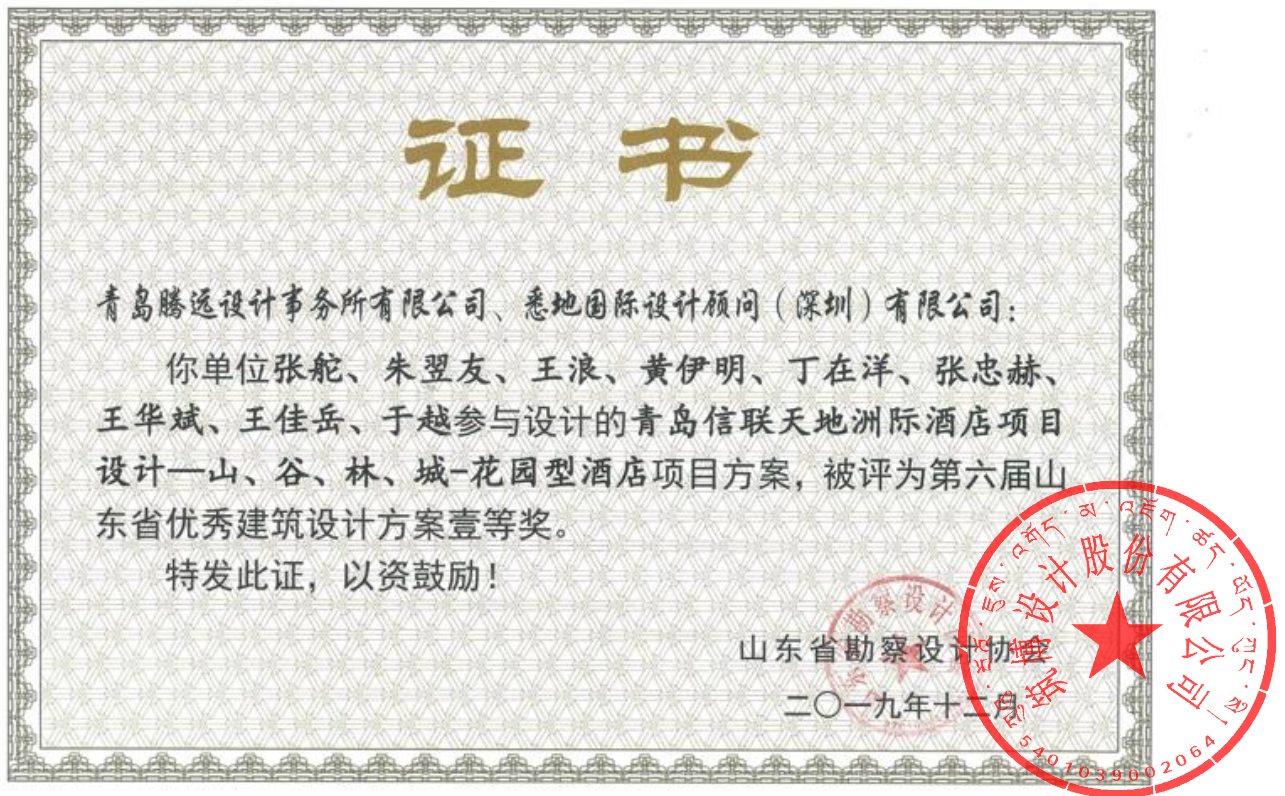 证书
青岛腾远设计事务所有限公司、悉地国际设计顾问（深圳）有限公司：
你单位张舵、朱翌友、王浪、黄伊明、丁在洋、张忠赫、
王华斌、王佳岳、于越参与设计的青岛信联天地洲际酒店项目
设计一山、谷、林、城-花园型酒店项目方案，被评为第六届山
东省优秀建筑设计方案壹等奖。
特发此证，以资鼓励！
山东省勘察设计协会
二〇一九年十二月
勘察设计
筑博设计股份有限公司
5401039002064